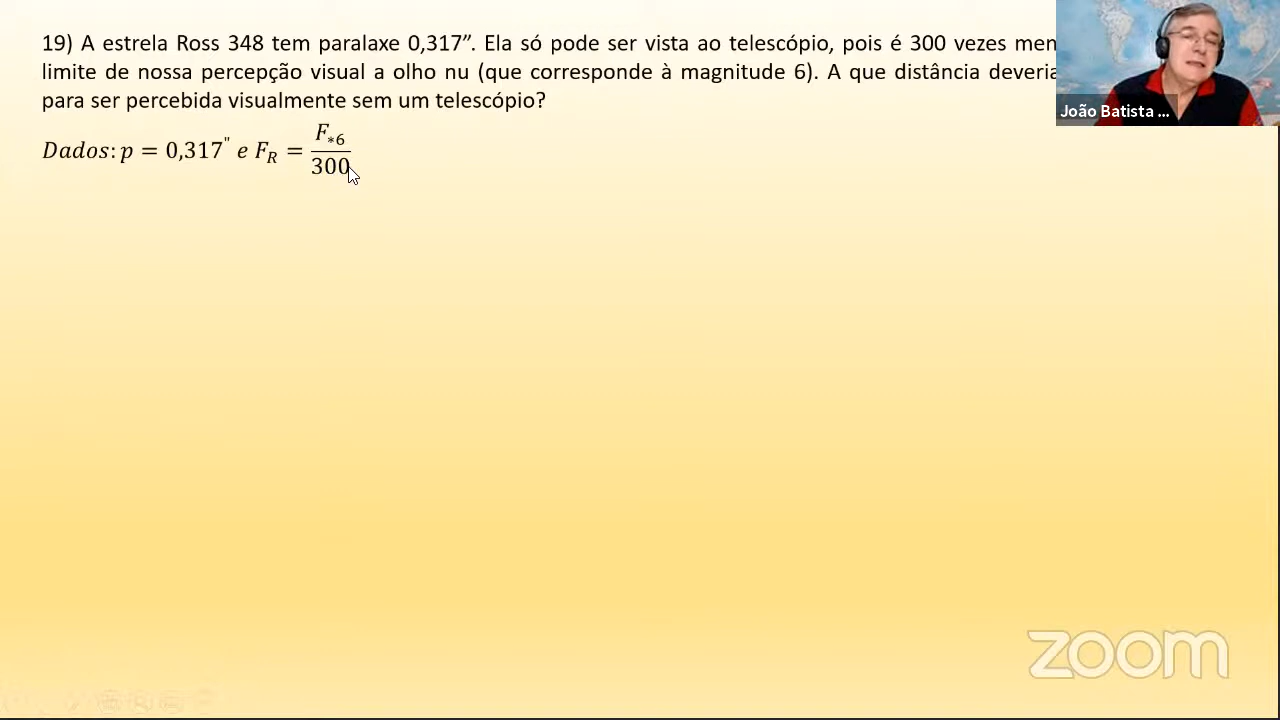 19) A estrela Ross 348 tem paralaxe 0,317”. Ela só pode ser vista ao telescópio, pois é 300 vezes
limite de nossa percepção visual a olho nu (que corresponde à magnitude 6). A que distância
para ser percebida visualmente sem um telescópio?
Dados: p = 0,317" e F_R = F_{*6}/300
João Batista ...
zoom